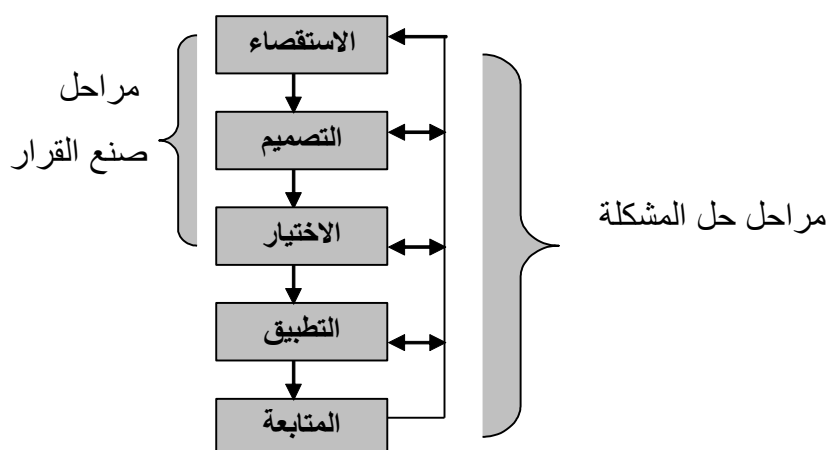 الاستقصاء
مراحل
صنع القرار
التصميم
الاختيار
مراحل حل المشكلة
التطبيق
المتابعة